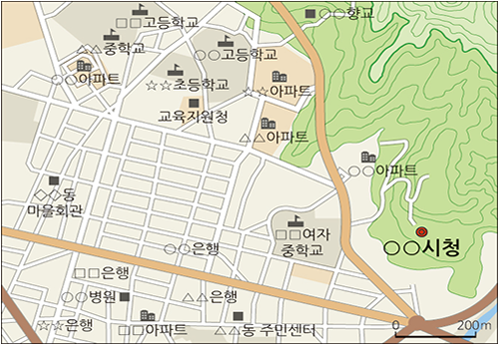 □□고등학교
○○향교
△△중학교
○○고등학교
○○아파트
☆☆초등학교
☆☆아파트
교육지원청
△△아파트
○○아파트
◇◇동
마을회관
□□여자
중학교
○○은행
○○시청
□□은행
○○병원
△△은행
☆☆은행
□□아파트
△△동 주민센터
0 200m